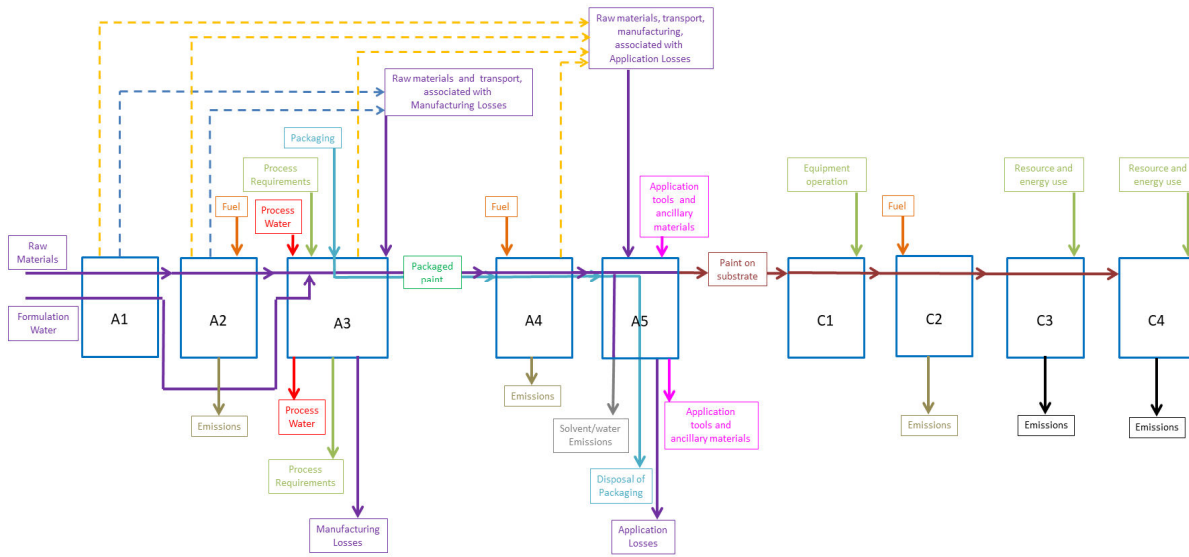 Raw materials, transport,
manufacturing,
associated with
Application Losses
Raw materials and transport,
associated with
Manufacturing Losses
Packaging
Process
Requirements
Equipment
operation
Resource and
energy use
Resource and
energy use
Application
tools and
ancillary
materials
Fuel
Process
Water
Fuel
Fuel
Raw
Materials
Packaged
paint
Paint on
substrate
Formulation
Water
A1
A2
A3
A4
A5
C1
C2
C3
C4
Emissions
Process
Water
Emissions
Solvent/water
Emissions
Application
tools and
ancillary materials
Emissions
Emissions
Emissions
Process
Requirements
Disposal of
Packaging
Manufacturing
Losses
Application
Losses